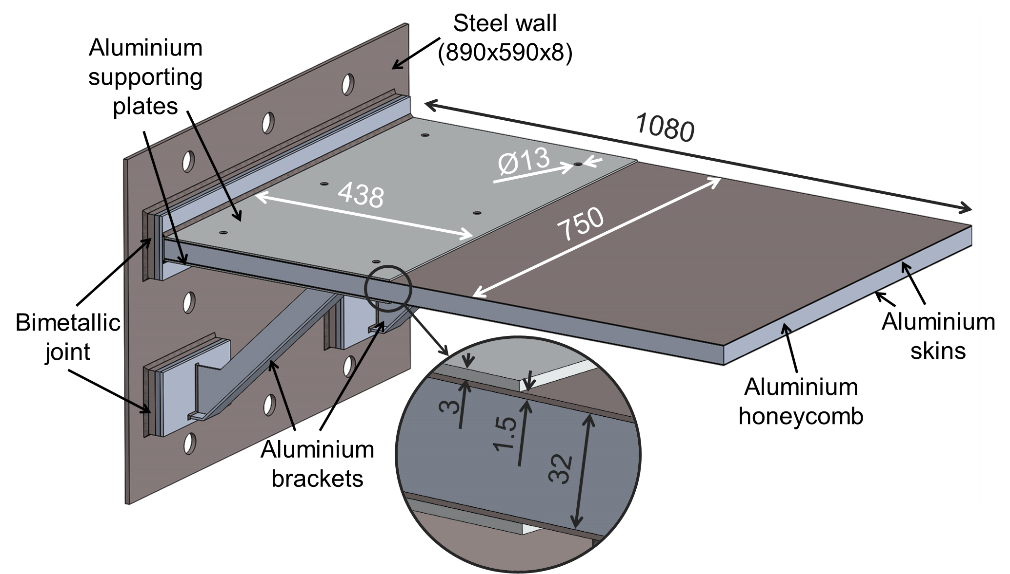 Steel wall
(890x590x8)
Aluminium
supporting
plates
1080
Ø13
438
750
Bimetallic
joint
Aluminium
skins
Aluminium
honeycomb
Aluminium
brackets
3
1.5
32